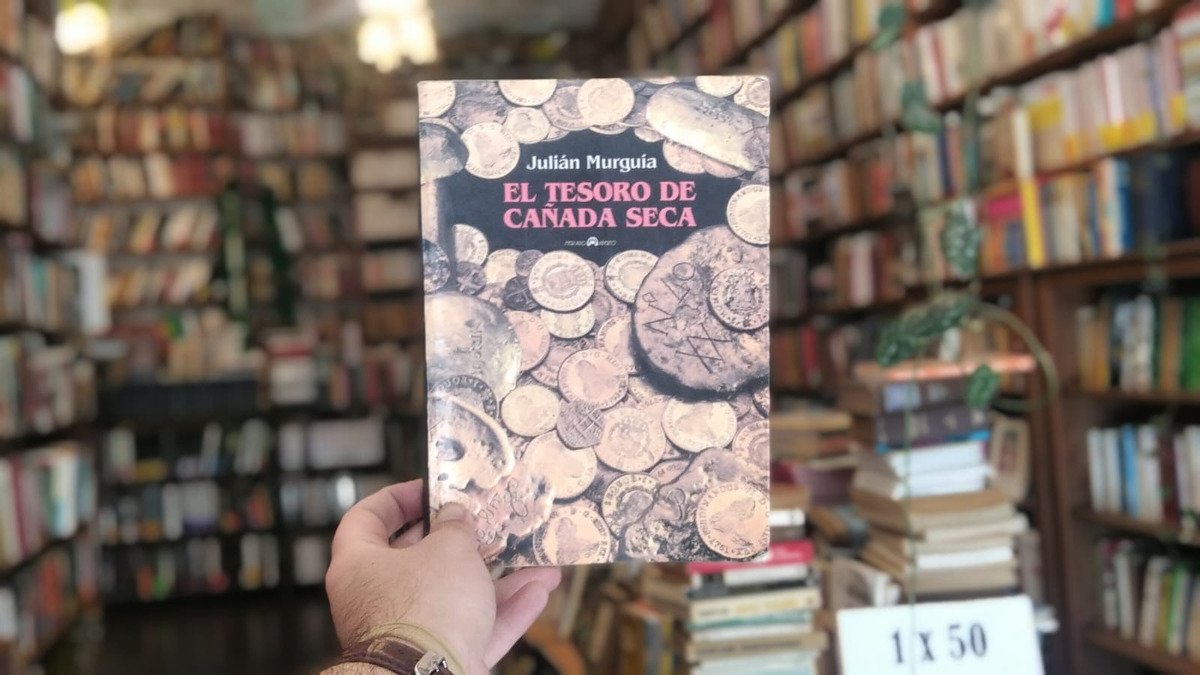 Julián Murguía
EL TESORO DE
CAÑADA SECA
1 x 50